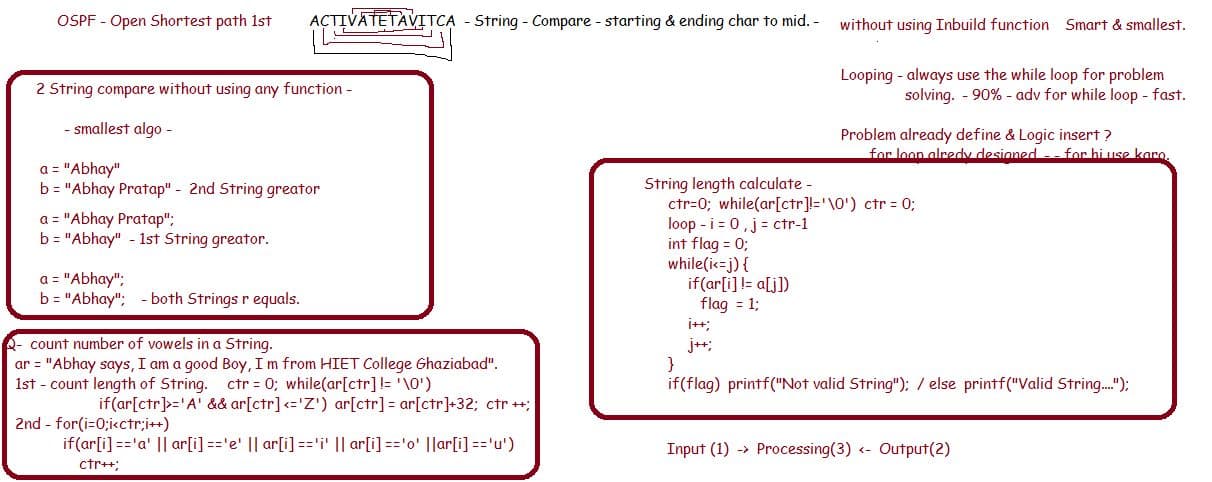 OSPF - Open Shortest path 1st
ACTIVATETAVITCA - String - Compare - starting & ending char to mid. -
without using Inbuild function Smart & smallest.
Looping - always use the while loop for problem
solving. - 90% - adv for while loop - fast.
Problem already define & Logic insert ?
for loop alredy designed - - for hi use karo.
2 String compare without using any function -
- smallest algo -
a = "Abhay"
b = "Abhay Pratap" - 2nd String greator
a = "Abhay Pratap";
b = "Abhay" - 1st String greator.
a = "Abhay";
b = "Abhay"; - both Strings r equals.
Q- count number of vowels in a String.
ar = "Abhay says, I am a good Boy, I m from HIET College Ghaziabad".
1st - count length of String. ctr = 0; while(ar[ctr] != '\0')
if(ar[ctr]>='A' && ar[ctr] <='Z') ar[ctr] = ar[ctr]+32; ctr ++;
2nd - for(i=0;i<ctr;i++)
if(ar[i] =='a' || ar[i] =='e' || ar[i] =='i' || ar[i] =='o' ||ar[i] =='u')
ctr++;
String length calculate -
ctr=0; while(ar[ctr]!='\0') ctr = 0;
loop - i = 0 , j = ctr-1
int flag = 0;
while(i<=j) {
if(ar[i] != a[j])
flag = 1;
i++;
j++;
}
if(flag) printf("Not valid String"); / else printf("Valid String....");
Input (1) -> Processing(3) <- Output(2)